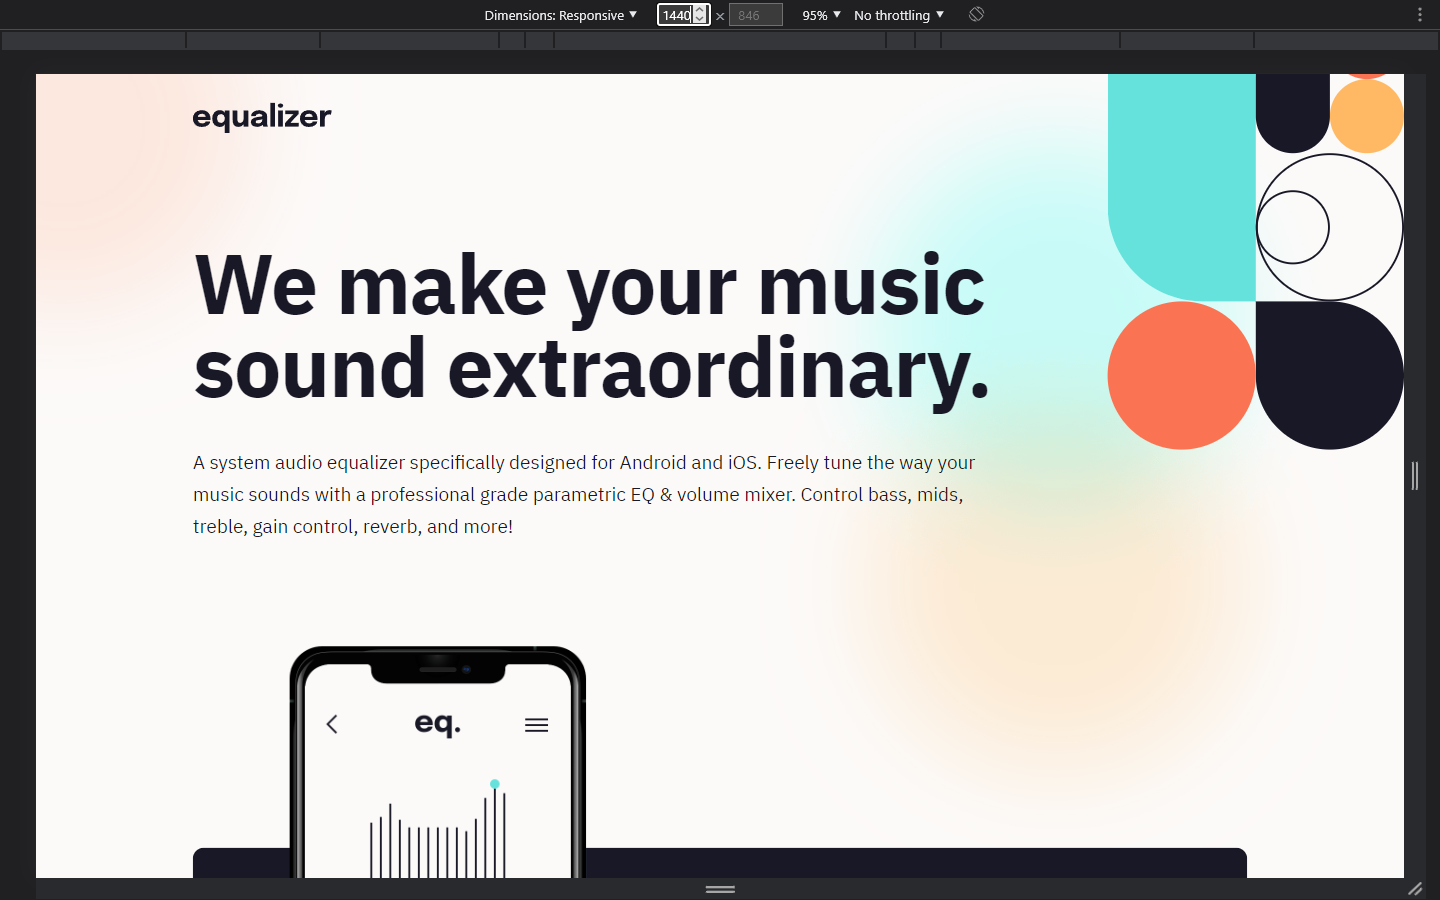 Dimensions: Responsive ▼ 1440 × 846 95% ▼ No throttling ▼
equalizer
We make your music
sound extraordinary.
A system audio equalizer specifically designed for Android and iOS. Freely tune the way your
music sounds with a professional grade parametric EQ & volume mixer. Control bass, mids,
treble, gain control, reverb, and more!
eq.